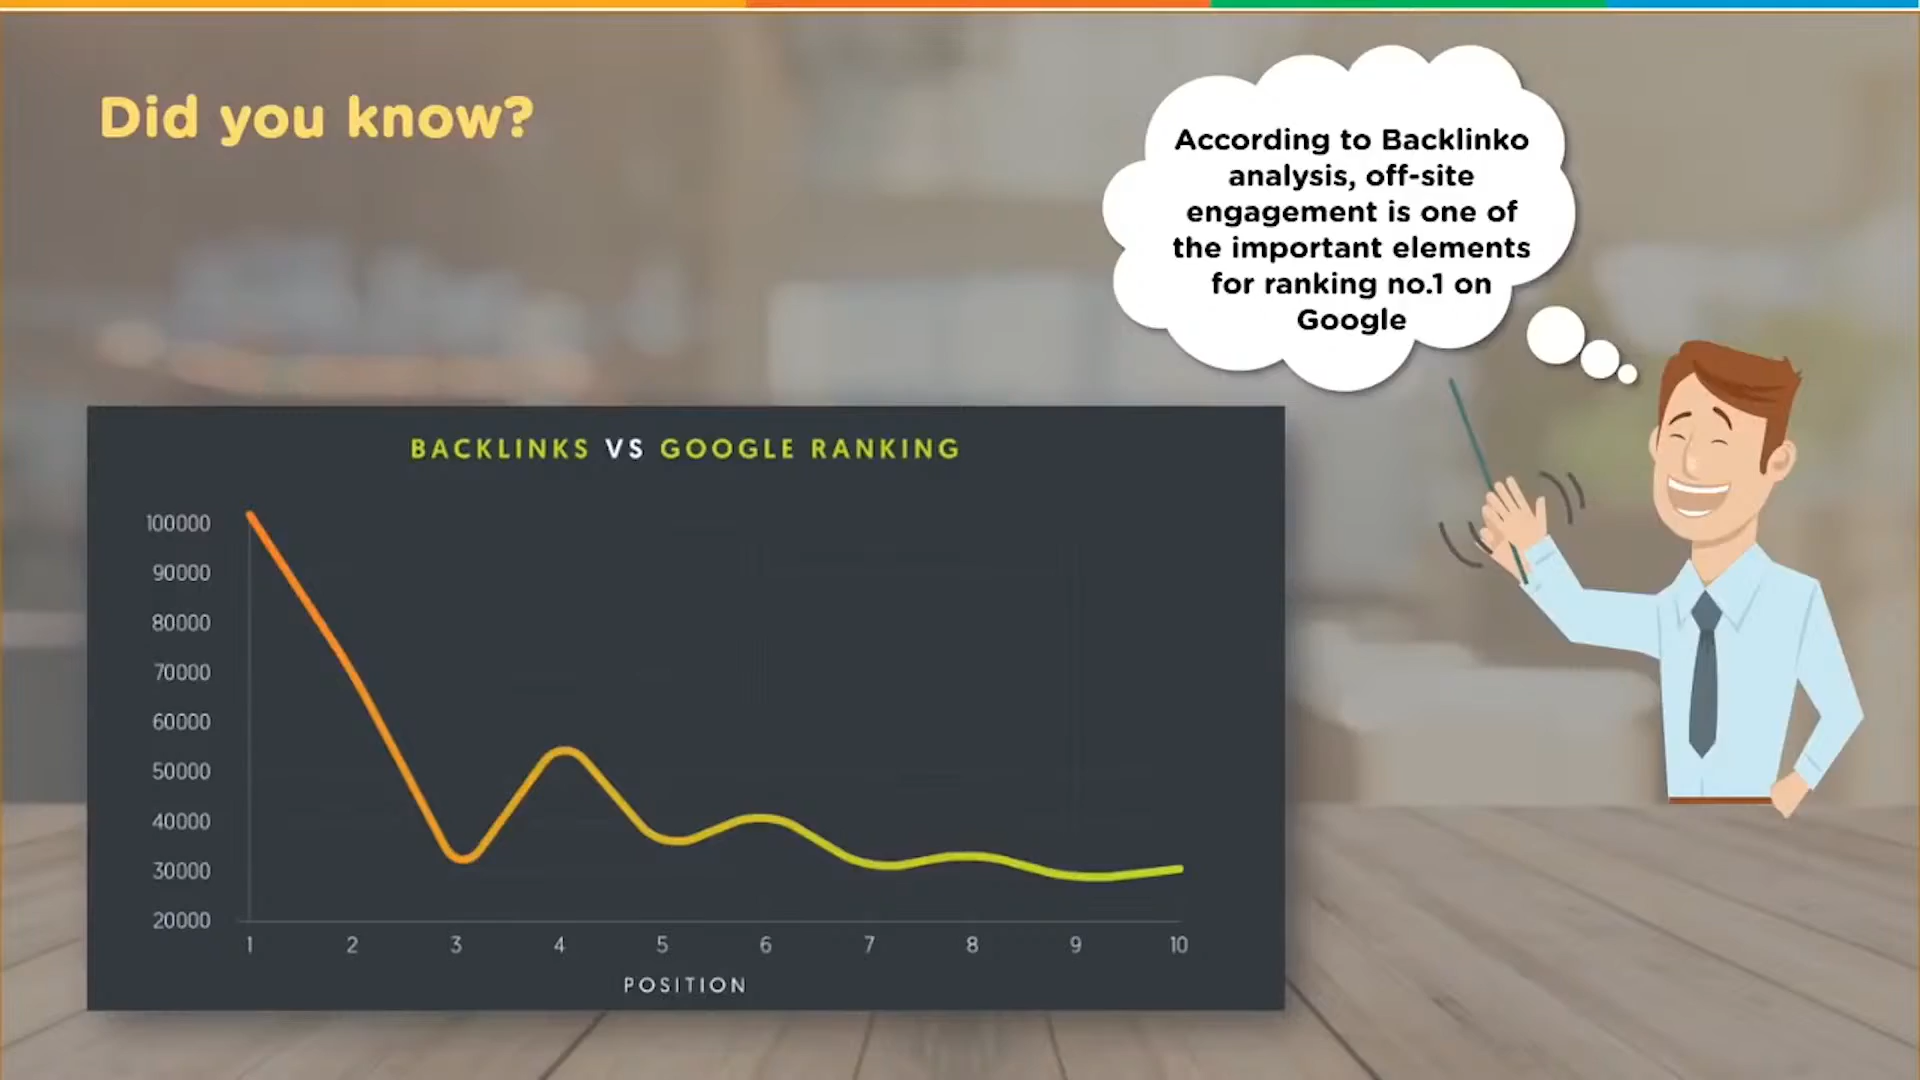 Did you know?
According to Backlinko
analysis, off-site
engagement is one of
the important elements
for ranking no.1 on
Google
BACKLINKS VS GOOGLE RANKING
100000
90000
80000
70000
60000
50000
40000
30000
20000
1 2 3 4 5 6 7 8 9 10
POSITION